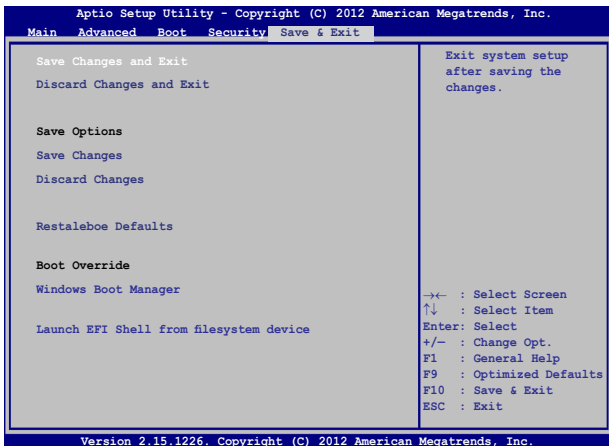 Aptio Setup Utility - Copyright (C) 2012 American Megatrends, Inc.
Main Advanced Boot Security Save & Exit
Save Changes and Exit
Discard Changes and Exit
Save Options
Save Changes
Discard Changes
Restaleboe Defaults
Boot Override
Windows Boot Manager
Launch EFI Shell from filesystem device
Exit system setup
after saving the
changes.
→← : Select Screen
↑↓ : Select Item
Enter: Select
+/— : Change Opt.
F1 : General Help
F9 : Optimized Defaults
F10 : Save & Exit
ESC : Exit
Version 2.15.1226. Copyright (C) 2012 American Megatrends, Inc.